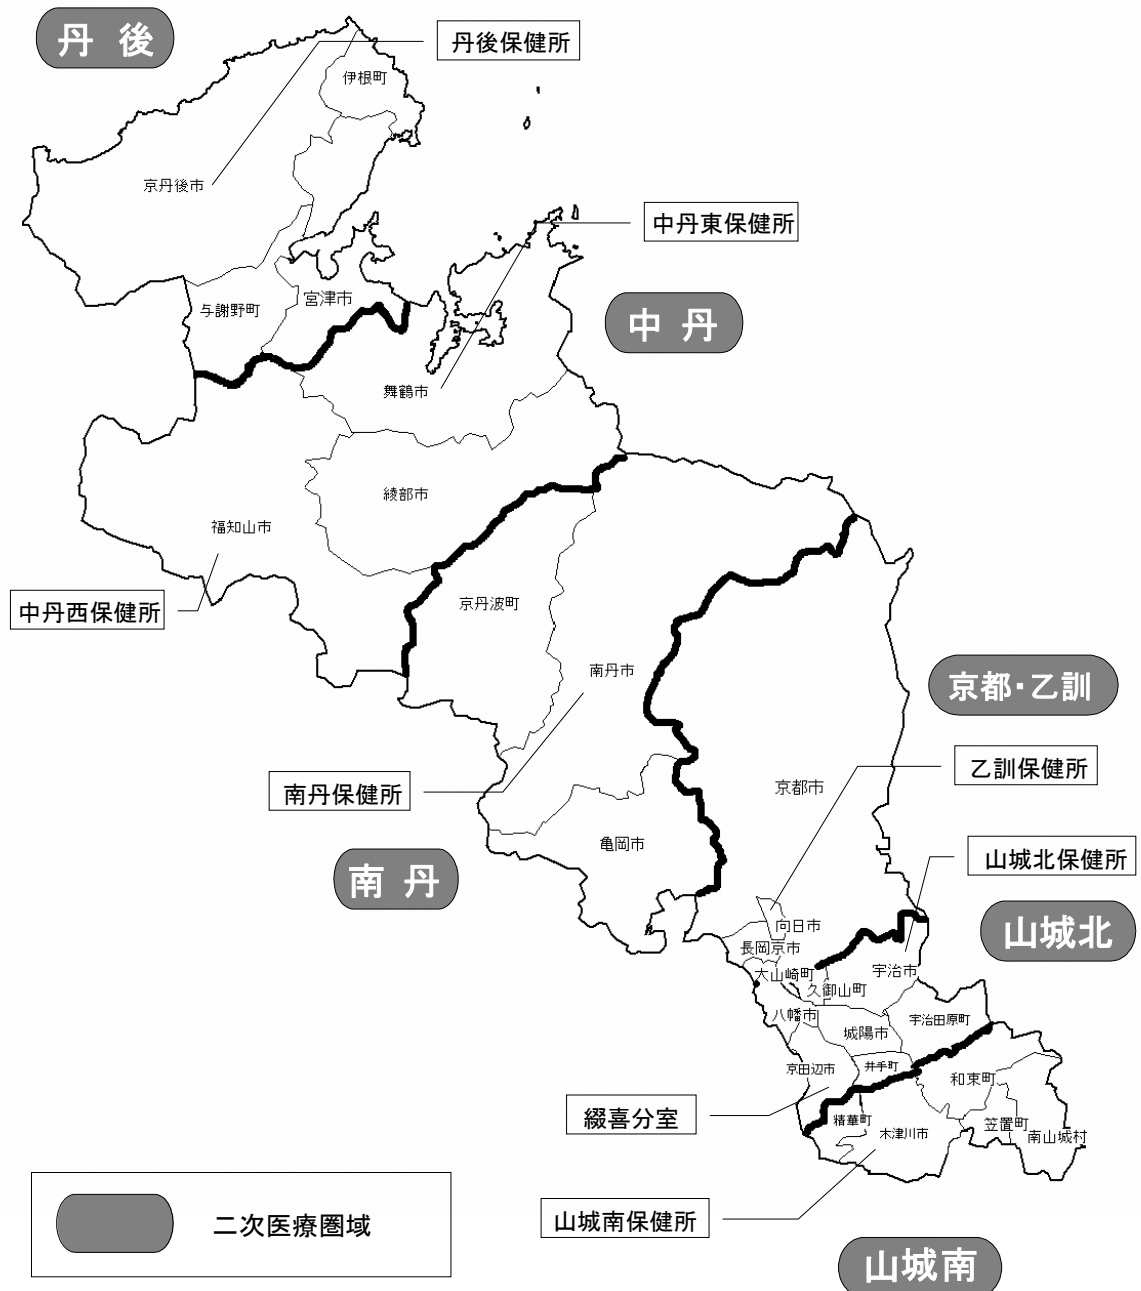 丹後
丹後保健所
伊根町
京丹後市
中丹東保健所
与謝野町
宮津市
中丹
舞鶴市
綾部市
福知山市
中丹西保健所
京丹波町
南丹市
京都・乙訓
乙訓保健所
京都市
南丹保健所
亀岡市
山城北保健所
南丹
山城北
向日市
長岡京市
大山崎町
宇治市
久御山町
八幡市
宇治田原町
城陽市
京田辺市
井手町
和束町
綴喜分室
精華町
木津川市
笠置町
南山城村
山城南保健所
二次医療圏域
山城南